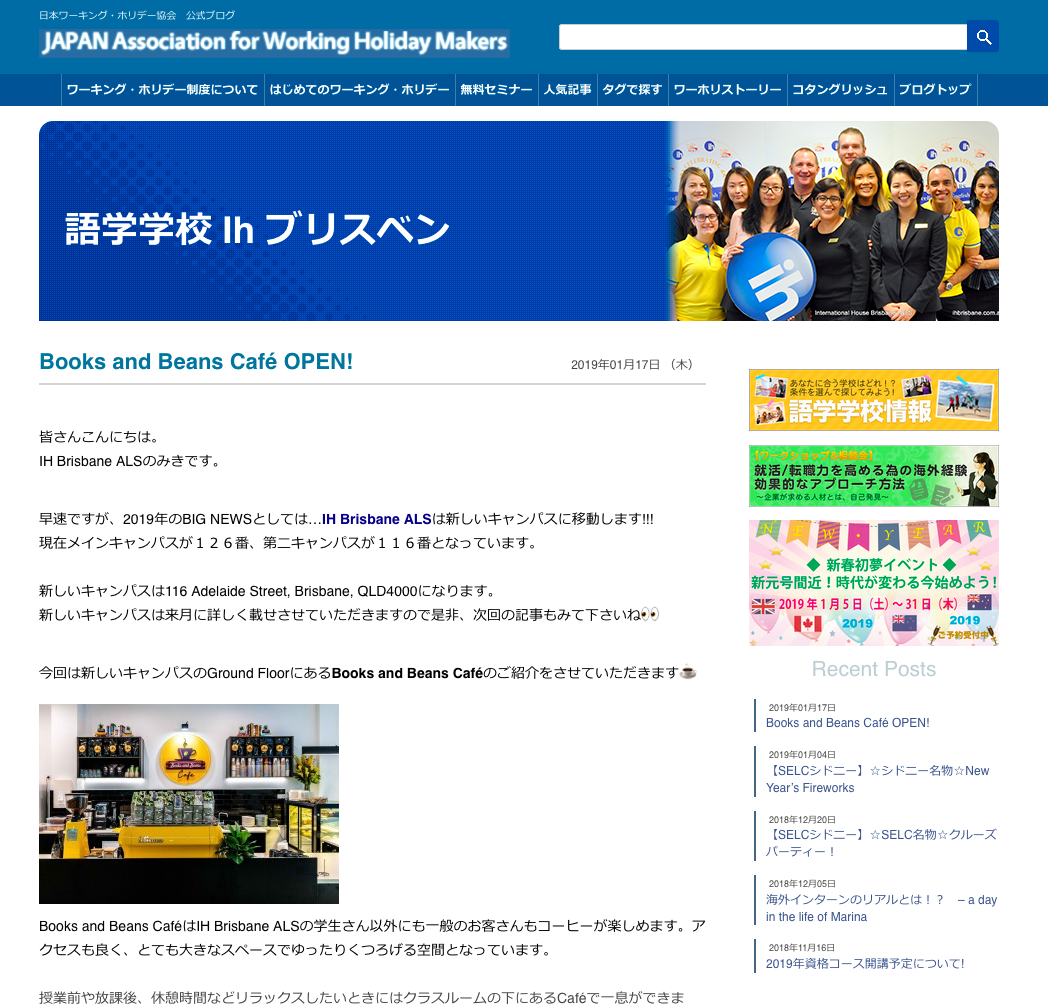 日本ワーキング・ホリデー協会　公式ブログ
JAPAN Association for Working Holiday Makers
ワーキング・ホリデー制度について
はじめてのワーキング・ホリデー
無料セミナー
人気記事
タグで探す
ワーホリストーリー
コタングリッシュ
ブログトップ
語学学校 Ih ブリスベン
ih
International House Brisbane
ihbrisbane.com.a
Books and Beans Café OPEN!
2019年01月17日 （木）
皆さんこんにちは。
IH Brisbane ALSのみきです。
早速ですが、2019年のBIG NEWSとしては…IH Brisbane ALSは新しいキャンパスに移動します!!!
現在メインキャンパスが１２６番、第二キャンパスが１１６番となっています。
新しいキャンパスは116 Adelaide Street, Brisbane, QLD4000になります。
新しいキャンパスは来月に詳しく載せさせていただきますので是非、次回の記事もみて下さいね👀
今回は新しいキャンパスのGround FloorにあるBooks and Beans Caféのご紹介をさせていただきます☕
Books and Beans
Cafe
Books and Beans CaféはIH Brisbane ALSの学生さん以外にも一般のお客さんもコーヒーが楽しめます。ア
クセスも良く、とても大きなスペースでゆったりくつろげる空間となっています。
授業前や放課後、休憩時間などリラックスしたいときにはクラスルームの下にあるCaféで一息ができま
あなたに合う学校はどれ！？
条件を選んで探してみよう!
語学学校情報
就活/転職力を高める為の海外経験
効果的なアプローチ方法
～企業が求める人材とは、自己発見～
NEW・YEAR
◆ 新春初夢イベント ◆
新元号間近！時代が変わる今始めよう！
2019年1月5日（土）～31日（木）
2019
2019
ご予約受付中
Recent Posts
2019年01月17日
Books and Beans Café OPEN!
2019年01月04日
【SELCシドニー】☆シドニー名物☆New
Year's Fireworks
2018年12月20日
【SELCシドニー】☆SELC名物☆クルーズ
パーティー！
2018年12月05日
海外インターンのリアルとは！？　– a day
in the life of Marina
2018年11月16日
2019年資格コース開講予定について!